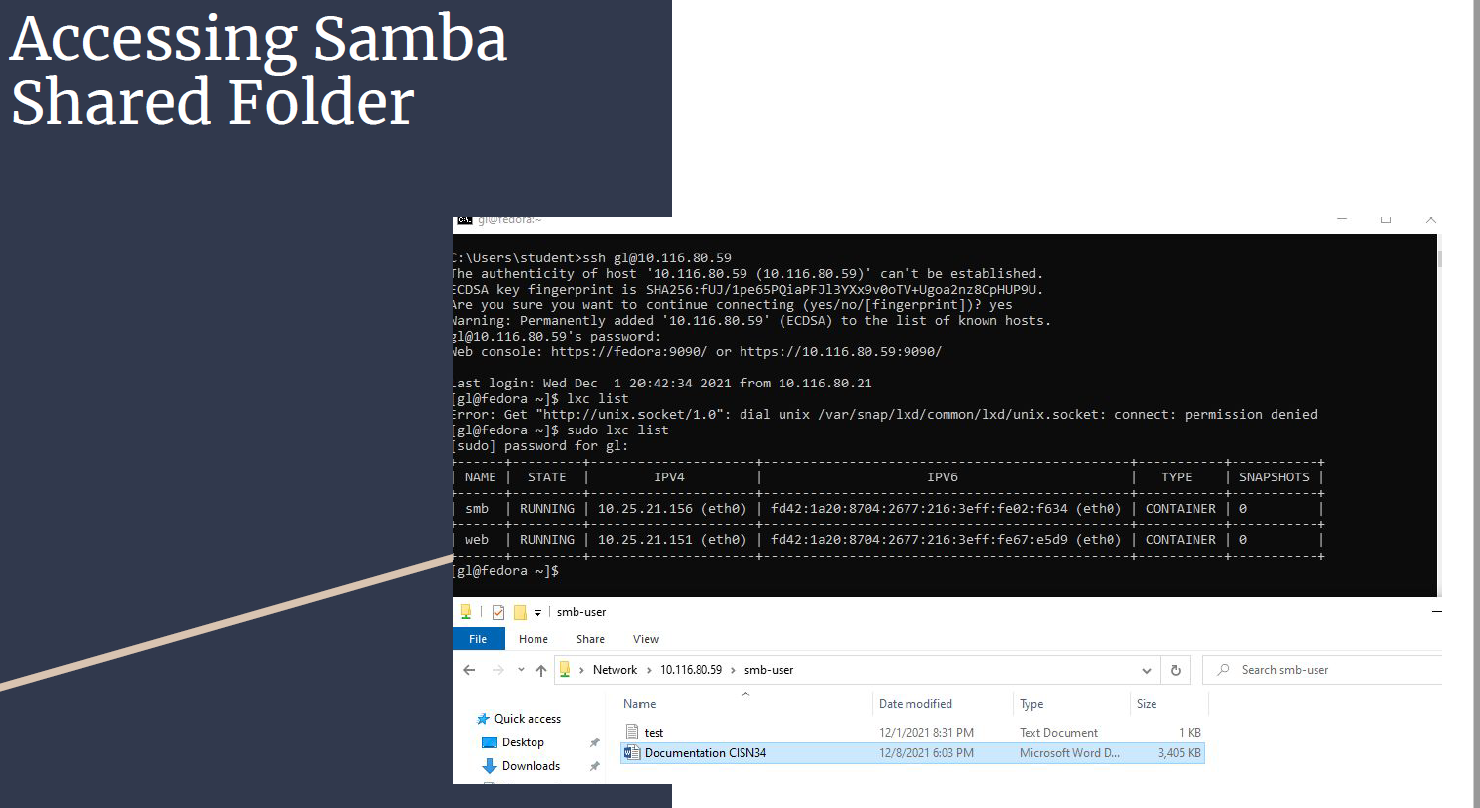 Accessing Samba
Shared Folder
gl@fedora:~
C:\Users\student>ssh gl@10.116.80.59
The authenticity of host '10.116.80.59 (10.116.80.59)' can't be established.
ECDSA key fingerprint is SHA256:fUJ/1pe65PQiaPFJl3YXx9v0oTV+Ugoa2nz8CpHUP9U.
Are you sure you want to continue connecting (yes/no/[fingerprint])? yes
Warning: Permanently added '10.116.80.59' (ECDSA) to the list of known hosts.
gl@10.116.80.59's password:
Web console: https://fedora:9090/ or https://10.116.80.59:9090/
Last login: Wed Dec  1 20:42:34 2021 from 10.116.80.21
[gl@fedora ~]$ lxc list
Error: Get "http://unix.socket/1.0": dial unix /var/snap/lxd/common/lxd/unix.socket: connect: permission denied
[gl@fedora ~]$ sudo lxc list
[sudo] password for gl:
| NAME | STATE | IPV4 | IPV6 | TYPE | SNAPSHOTS |
| smb | RUNNING | 10.25.21.156 (eth0) | fd42:1a20:8704:2677:216:3eff:fe02:f634 (eth0) | CONTAINER | 0 |
| web | RUNNING | 10.25.21.151 (eth0) | fd42:1a20:8704:2677:216:3eff:fe67:e5d9 (eth0) | CONTAINER | 0 |
[gl@fedora ~]$
smb-user
File Home Share View
Network > 10.116.80.59 > smb-user Search smb-user
Name Date modified Type Size
Quick access
test 12/1/2021 8:31 PM Text Document 1 KB
Desktop
Documentation CISN34 12/8/2021 6:03 PM Microsoft Word D... 3,405 KB
Downloads